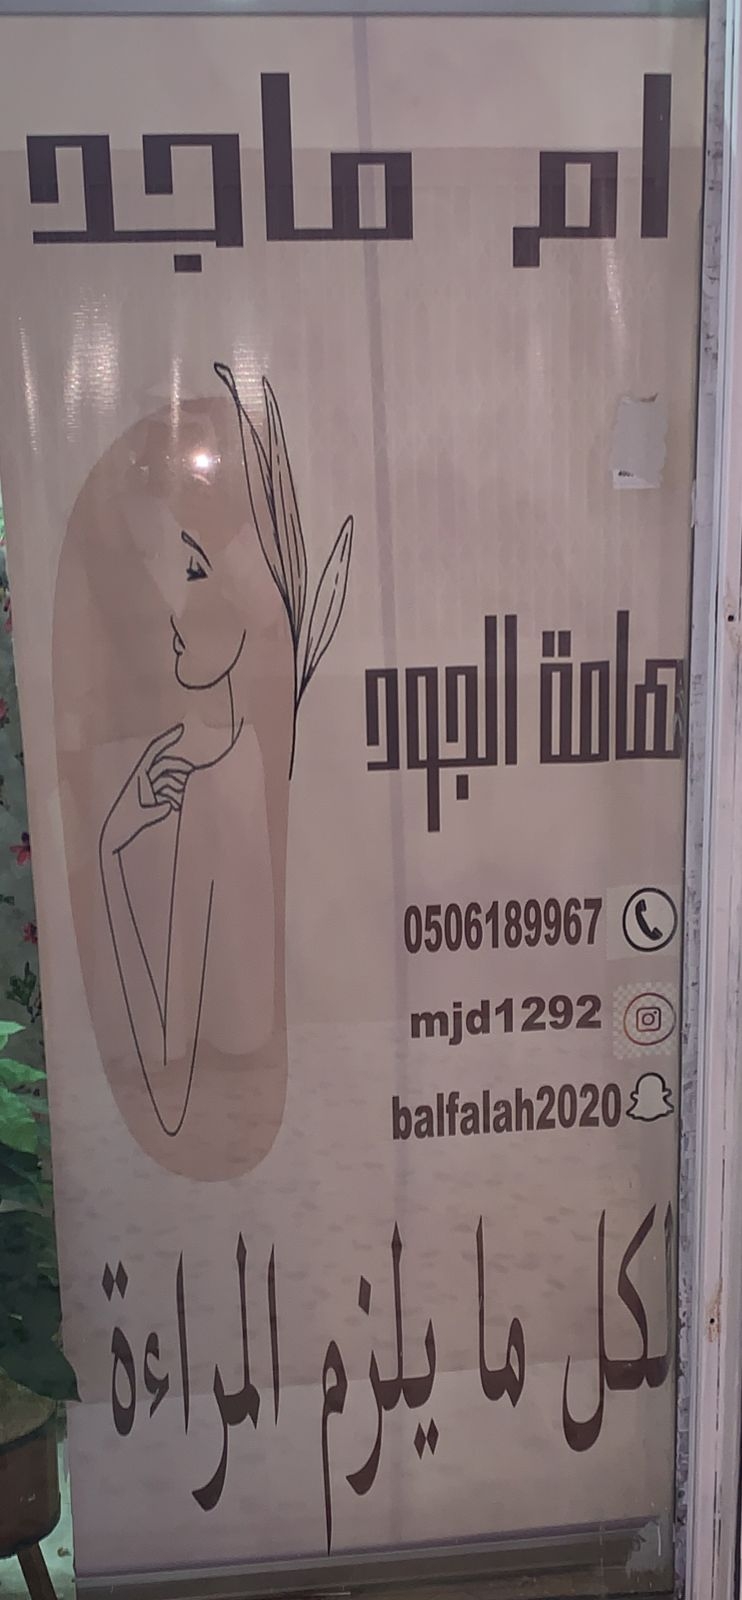 ام ماجد
هامة الجود
0506189967
mjd1292
balfalah2020
لكل ما يلزم المراءة